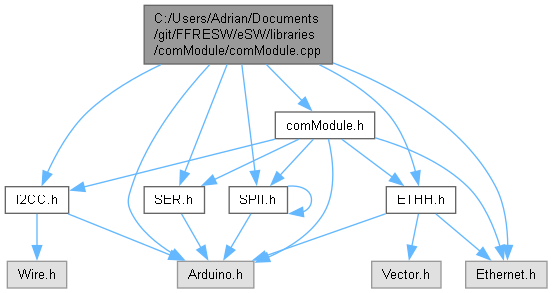 C:/Users/Adrian/Documents
/git/FFRESW/eSW/libraries
/comModule/comModule.cpp
comModule.h
I2CC.h
SER.h
SPII.h
ETHH.h
Wire.h
Arduino.h
Vector.h
Ethernet.h